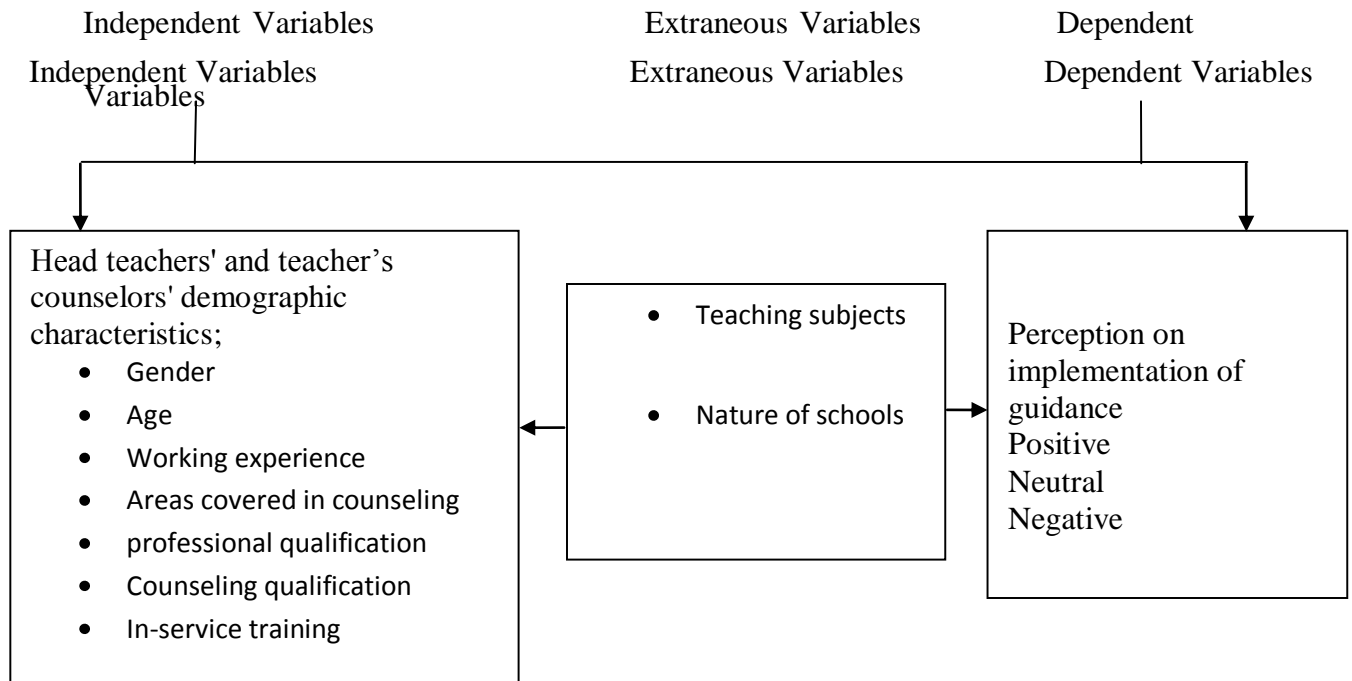 Independent Variables Extraneous Variables Dependent
Independent Variables Extraneous Variables Dependent Variables
Variables
Head teachers' and teacher’s
counselors' demographic
characteristics;
• Gender
• Age
• Working experience
• Areas covered in counseling
• professional qualification
• Counseling qualification
• In-service training
• Teaching subjects
• Nature of schools
Perception on
implementation of
guidance
Positive
Neutral
Negative